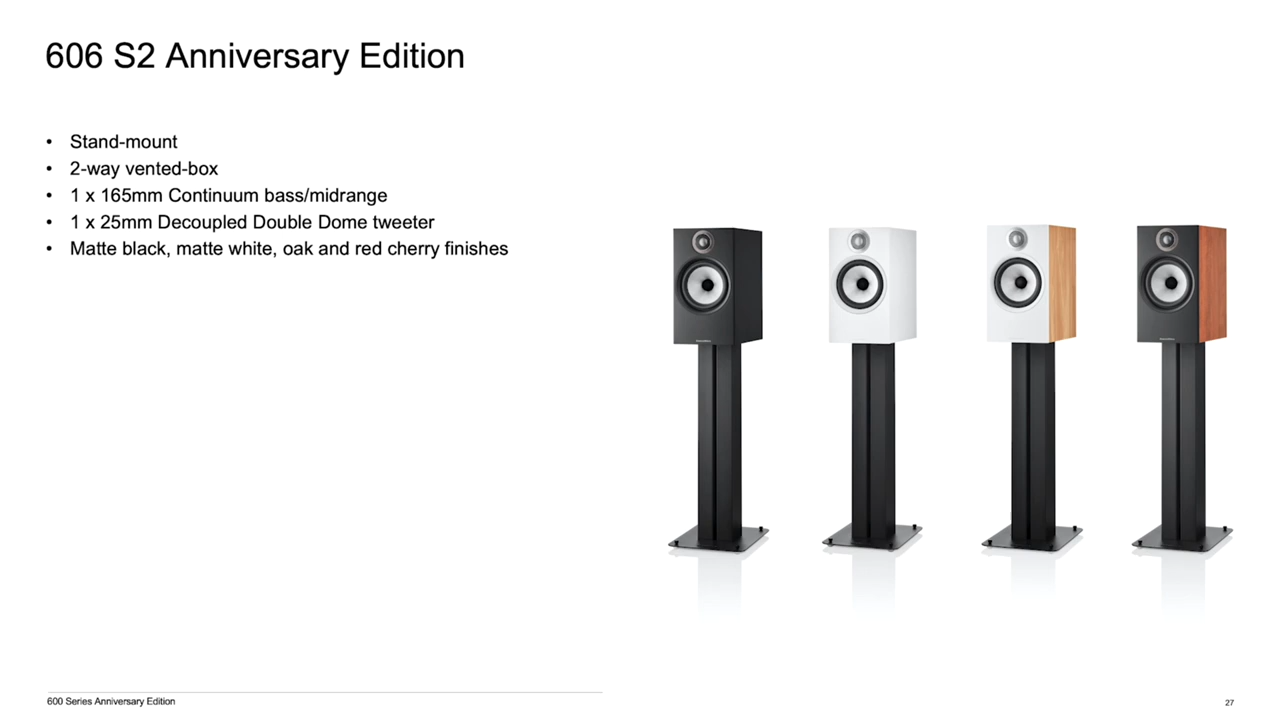 606 S2 Anniversary Edition
• Stand-mount
• 2-way vented-box
• 1 x 165mm Continuum bass/midrange
• 1 x 25mm Decoupled Double Dome tweeter
• Matte black, matte white, oak and red cherry finishes
600 Series Anniversary Edition
27